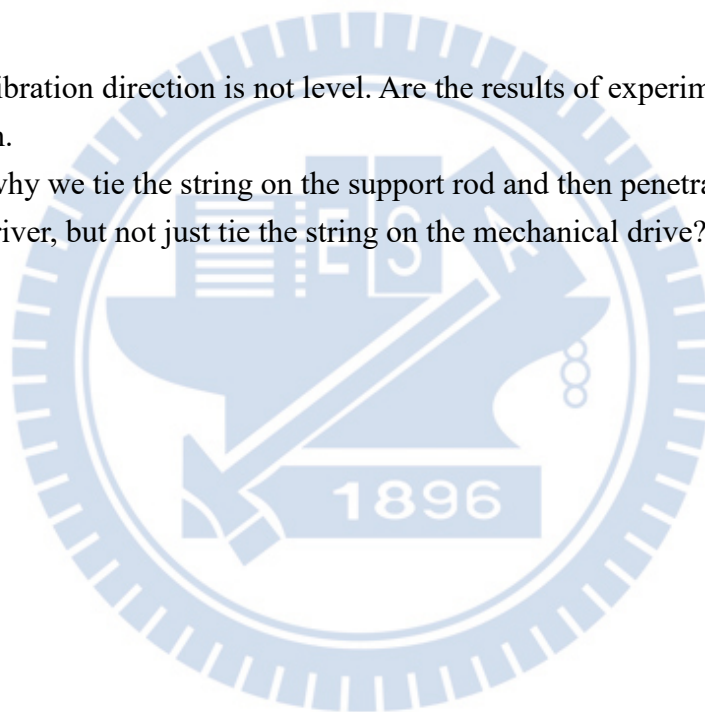 ibration direction is not level. Are the results of experim
n.
why we tie the string on the support rod and then penetra
river, but not just tie the string on the mechanical drive?
E S A
1896